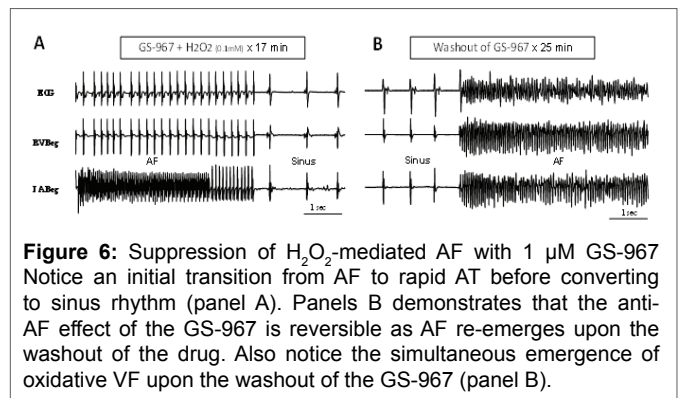 A
GS-967 + H2O2 (0.1mM) x 17 min
B
Washout of GS-967 x 25 min
ECG
EVBeg
AF
Sinus
Sinus
AF
1 sec
1sec
Figure 6: Suppression of H₂O₂-mediated AF with 1 µM GS-967
Notice an initial transition from AF to rapid AT before converting
to sinus rhythm (panel A). Panels B demonstrates that the anti-
AF effect of the GS-967 is reversible as AF re-emerges upon the
washout of the drug. Also notice the simultaneous emergence of
oxidative VF upon the washout of the GS-967 (panel B).